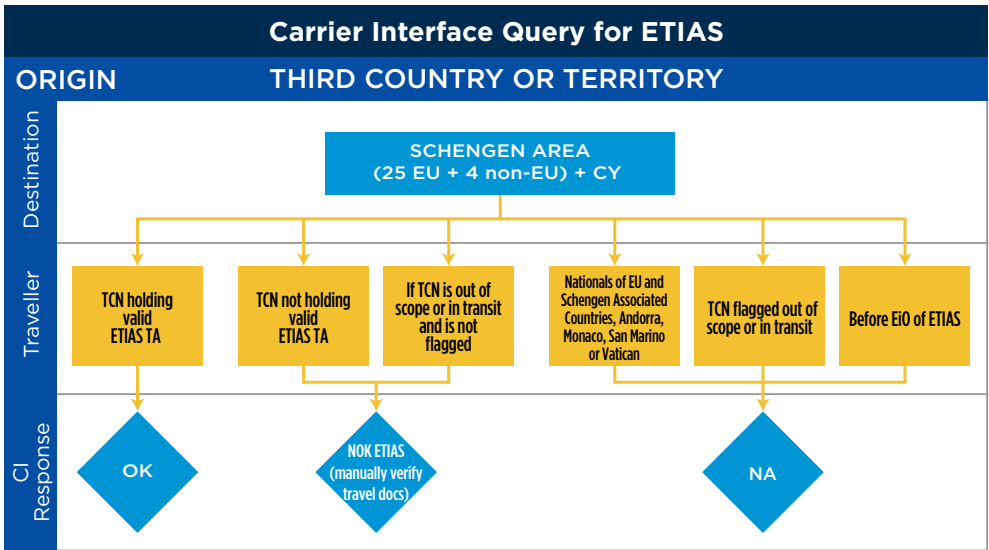 Carrier Interface Query for ETIAS
ORIGIN
THIRD COUNTRY OR TERRITORY
Destination
SCHENGEN AREA
(25 EU + 4 non-EU) + CY
Traveller
TCN holding
valid
ETIAS TA
TCN not holding
valid
ETIAS TA
If TCN is out of
scope or in transit
and is not
flagged
Nationals of EU and
Schengen Associated
Countries, Andorra,
Monaco, San Marino
or Vatican
TCN flagged out of
scope or in transit
Before EiO of ETIAS
CI
Response
OK
NOK ETIAS
(manually verify
travel docs)
NA